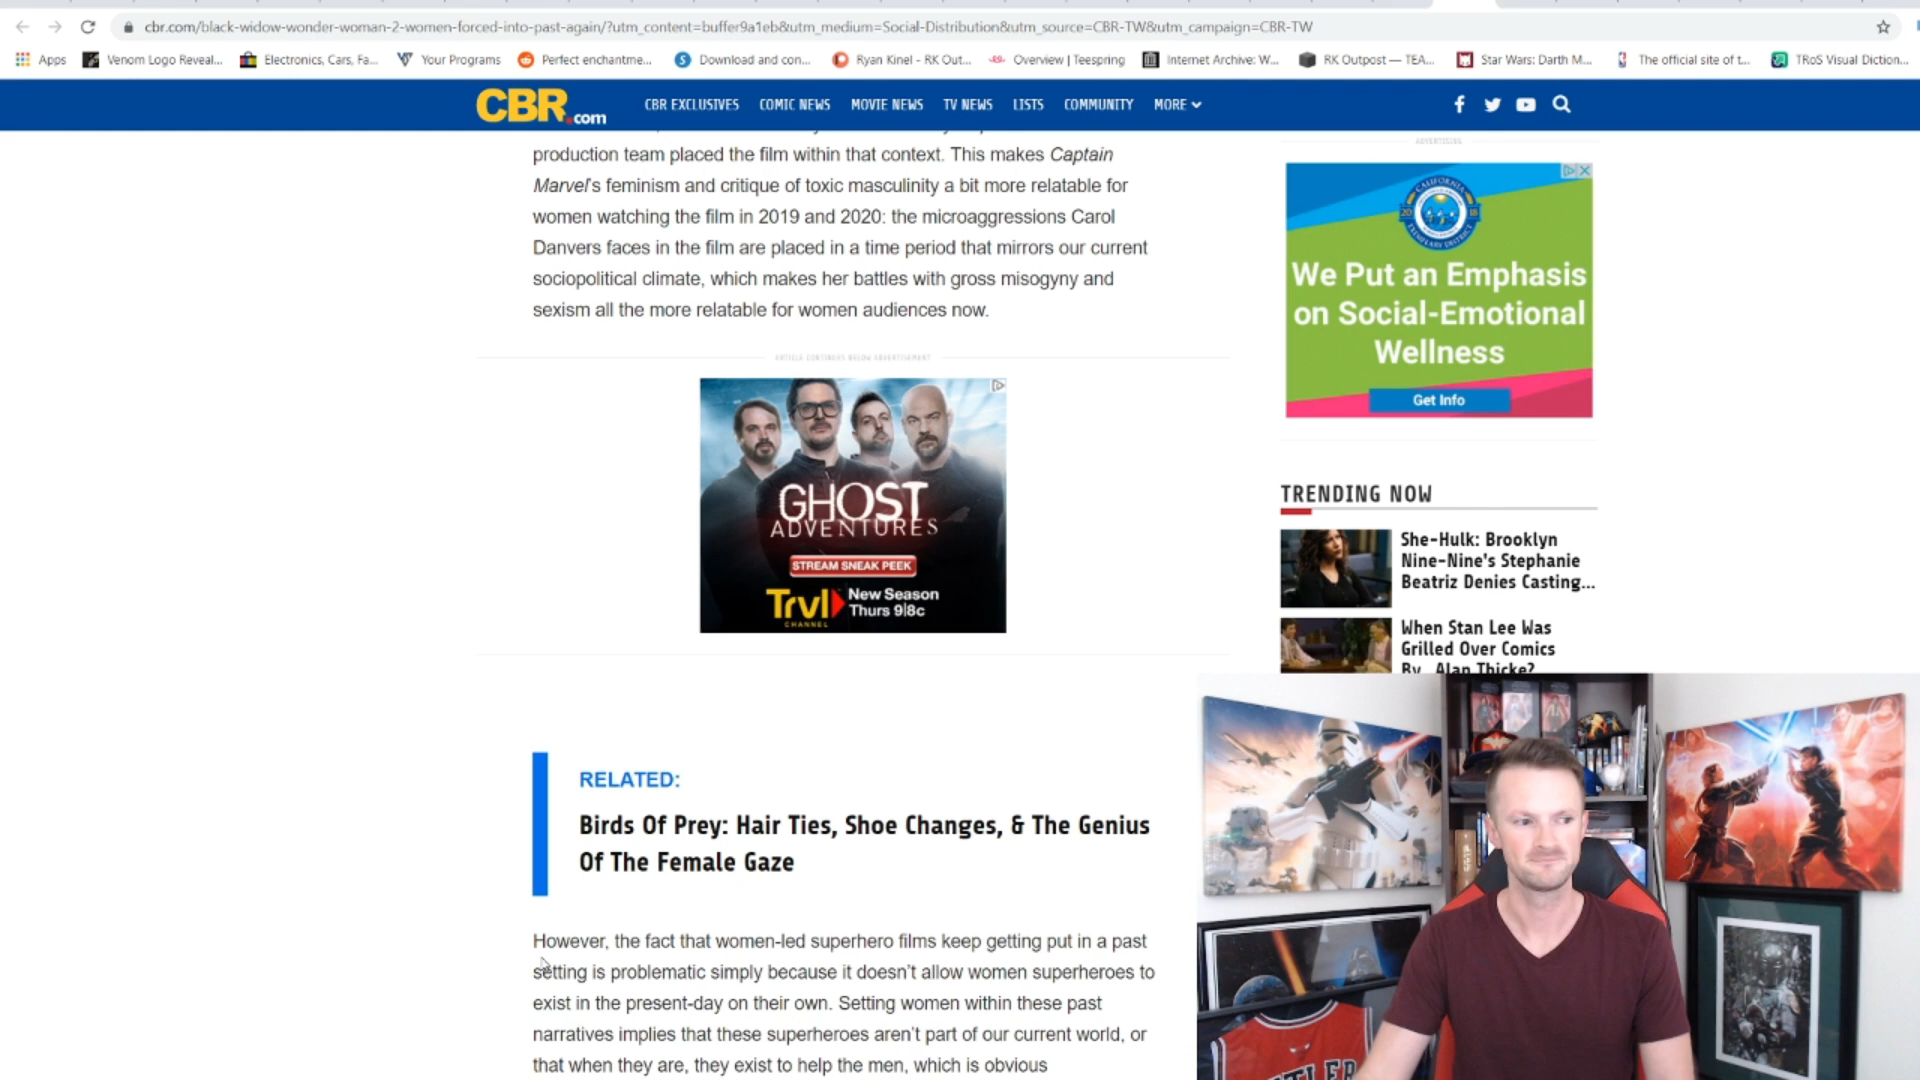 cbr.com/black-widow-wonder-woman-2-women-forced-into-past-again/?utm_content=buffer9a1eb&utm_medium=Social-Distribution&utm_source=CBR-TW&utm_campaign=CBR-TW
Apps Venom Logo Reveal... Electronics, Cars, Fa... Your Programs Perfect enchantme... Download and con... Ryan Kinel - RK Out... Overview | Teespring Internet Archive: W... RK Outpost — TEA... Star Wars: Darth M... The official site of t... TRoS Visual Diction...
CBR.com CBR EXCLUSIVES COMIC NEWS MOVIE NEWS TV NEWS LISTS COMMUNITY MORE
production team placed the film within that context. This makes Captain
Marvel's feminism and critique of toxic masculinity a bit more relatable for
women watching the film in 2019 and 2020: the microaggressions Carol
Danvers faces in the film are placed in a time period that mirrors our current
sociopolitical climate, which makes her battles with gross misogyny and
sexism all the more relatable for women audiences now.
ARTICLE CONTINUES BELOW ADVERTISEMENT
GHOST
ADVENTURES
STREAM SNEAK PEEK
Trvl CHANNEL
New Season
Thurs 9|8c
RELATED:
Birds Of Prey: Hair Ties, Shoe Changes, & The Genius
Of The Female Gaze
However, the fact that women-led superhero films keep getting put in a past
setting is problematic simply because it doesn't allow women superheroes to
exist in the present-day on their own. Setting women within these past
narratives implies that these superheroes aren't part of our current world, or
that when they are, they exist to help the men, which is obvious
ADVERTISING
CALIFORNIA
2018
EXEMPLARY DISTRICT
We Put an Emphasis
on Social-Emotional
Wellness
Get Info
TRENDING NOW
She-Hulk: Brooklyn
Nine-Nine's Stephanie
Beatriz Denies Casting...
When Stan Lee Was
Grilled Over Comics
By...Alan Thicke?